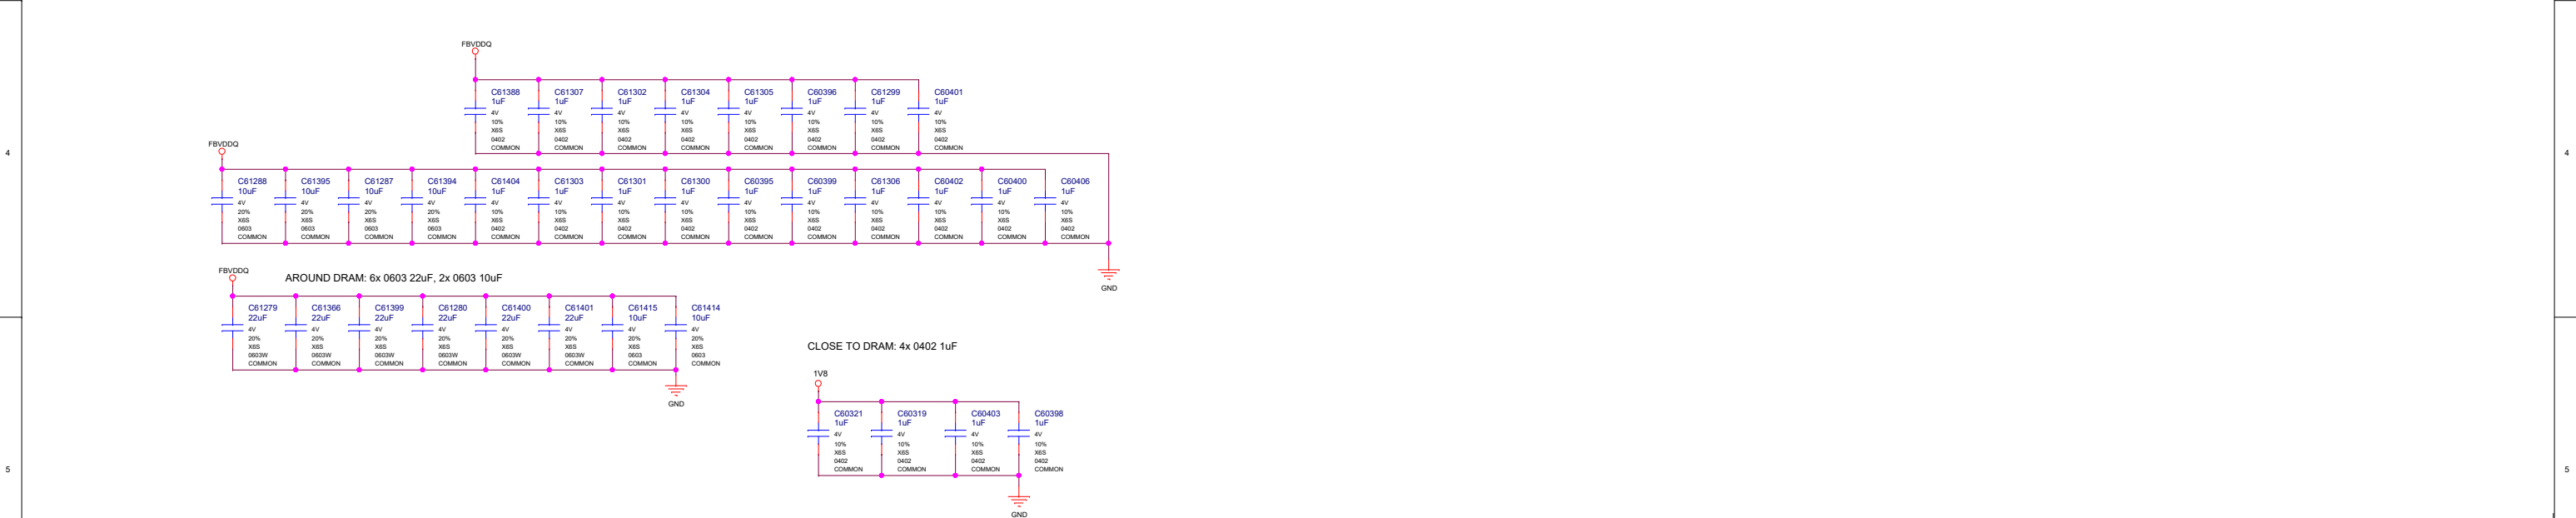 FBVDDQ
C61388 C61307 C61302 C61304 C61305 C60396 C61299 C60401
1uF 1uF 1uF 1uF 1uF 1uF 1uF 1uF
4V 4V 4V 4V 4V 4V 4V 4V
10% 10% 10% 10% 10% 10% 10% 10%
X6S X6S X6S X6S X6S X6S X6S X6S
0402 0402 0402 0402 0402 0402 0402 0402
COMMON COMMON COMMON COMMON COMMON COMMON COMMON COMMON
FBVDDQ
4 4
C61288 C61395 C61287 C61394 C61404 C61303 C61301 C61300 C60395 C60399 C61306 C60402 C60400 C60406
10uF 10uF 10uF 10uF 1uF 1uF 1uF 1uF 1uF 1uF 1uF 1uF 1uF 1uF
4V 4V 4V 4V 4V 4V 4V 4V 4V 4V 4V 4V 4V 4V
20% 20% 20% 20% 10% 10% 10% 10% 10% 10% 10% 10% 10% 10%
X6S X6S X6S X6S X6S X6S X6S X6S X6S X6S X6S X6S X6S X6S
0603 0603 0603 0603 0402 0402 0402 0402 0402 0402 0402 0402 0402 0402
COMMON COMMON COMMON COMMON COMMON COMMON COMMON COMMON COMMON COMMON COMMON COMMON COMMON COMMON
GND
FBVDDQ
AROUND DRAM: 6x 0603 22uF, 2x 0603 10uF
C61279 C61366 C61399 C61280 C61400 C61401 C61415 C61414
22uF 22uF 22uF 22uF 22uF 22uF 10uF 10uF
4V 4V 4V 4V 4V 4V 4V 4V
20% 20% 20% 20% 20% 20% 20% 20%
X6S X6S X6S X6S X6S X6S X6S X6S
0603W 0603W 0603W 0603W 0603W 0603W 0603 0603
COMMON COMMON COMMON COMMON COMMON COMMON COMMON COMMON
GND
CLOSE TO DRAM: 4x 0402 1uF
1V8
C60321 C60319 C60403 C60398
1uF 1uF 1uF 1uF
4V 4V 4V 4V
10% 10% 10% 10%
X6S X6S X6S X6S
0402 0402 0402 0402
COMMON COMMON COMMON COMMON
5 5
GND